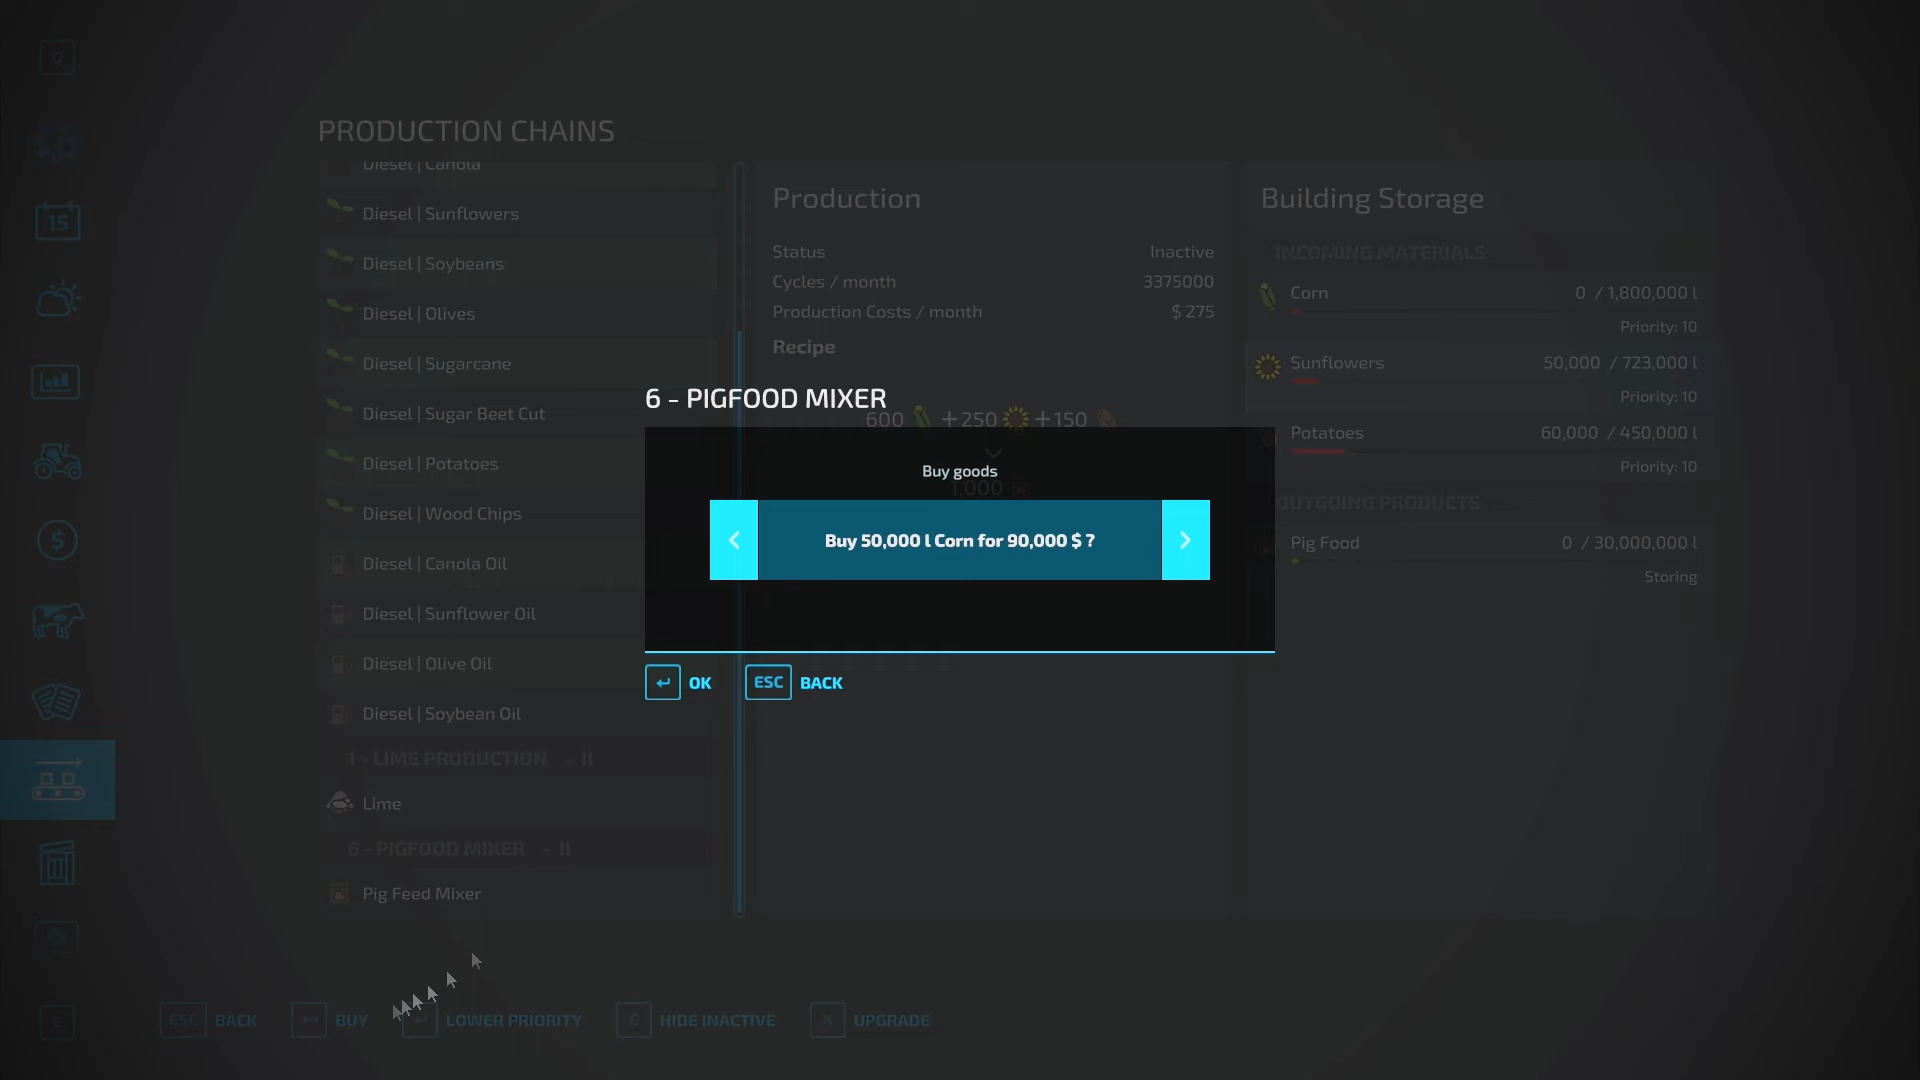 Q
PRODUCTION CHAINS
Diesel | Canola
Diesel | Sunflowers
Diesel | Soybeans
Diesel | Olives
Diesel | Sugarcane
Diesel | Sugar Beet Cut
Diesel | Potatoes
Diesel | Wood Chips
Diesel | Canola Oil
Diesel | Sunflower Oil
Diesel | Olive Oil
Diesel | Soybean Oil
1 - LIME PRODUCTION - II
Lime
6 - PIGFOOD MIXER - II
Pig Feed Mixer
15
$
Production
Status Inactive
Cycles / month 3375000
Production Costs / month $ 275
Recipe
600 + 250 + 150
1,000
Building Storage
INCOMING MATERIALS
Corn 0 / 1,800,000 l
Priority: 10
Sunflowers 50,000 / 723,000 l
Priority: 10
Potatoes 60,000 / 450,000 l
Priority: 10
OUTGOING PRODUCTS
Pig Food 0 / 30,000,000 l
Storing
6 - PIGFOOD MIXER
Buy goods
Buy 50,000 l Corn for 90,000 $ ?
OK ESC BACK
E ESC BACK BUY LOWER PRIORITY C HIDE INACTIVE X UPGRADE